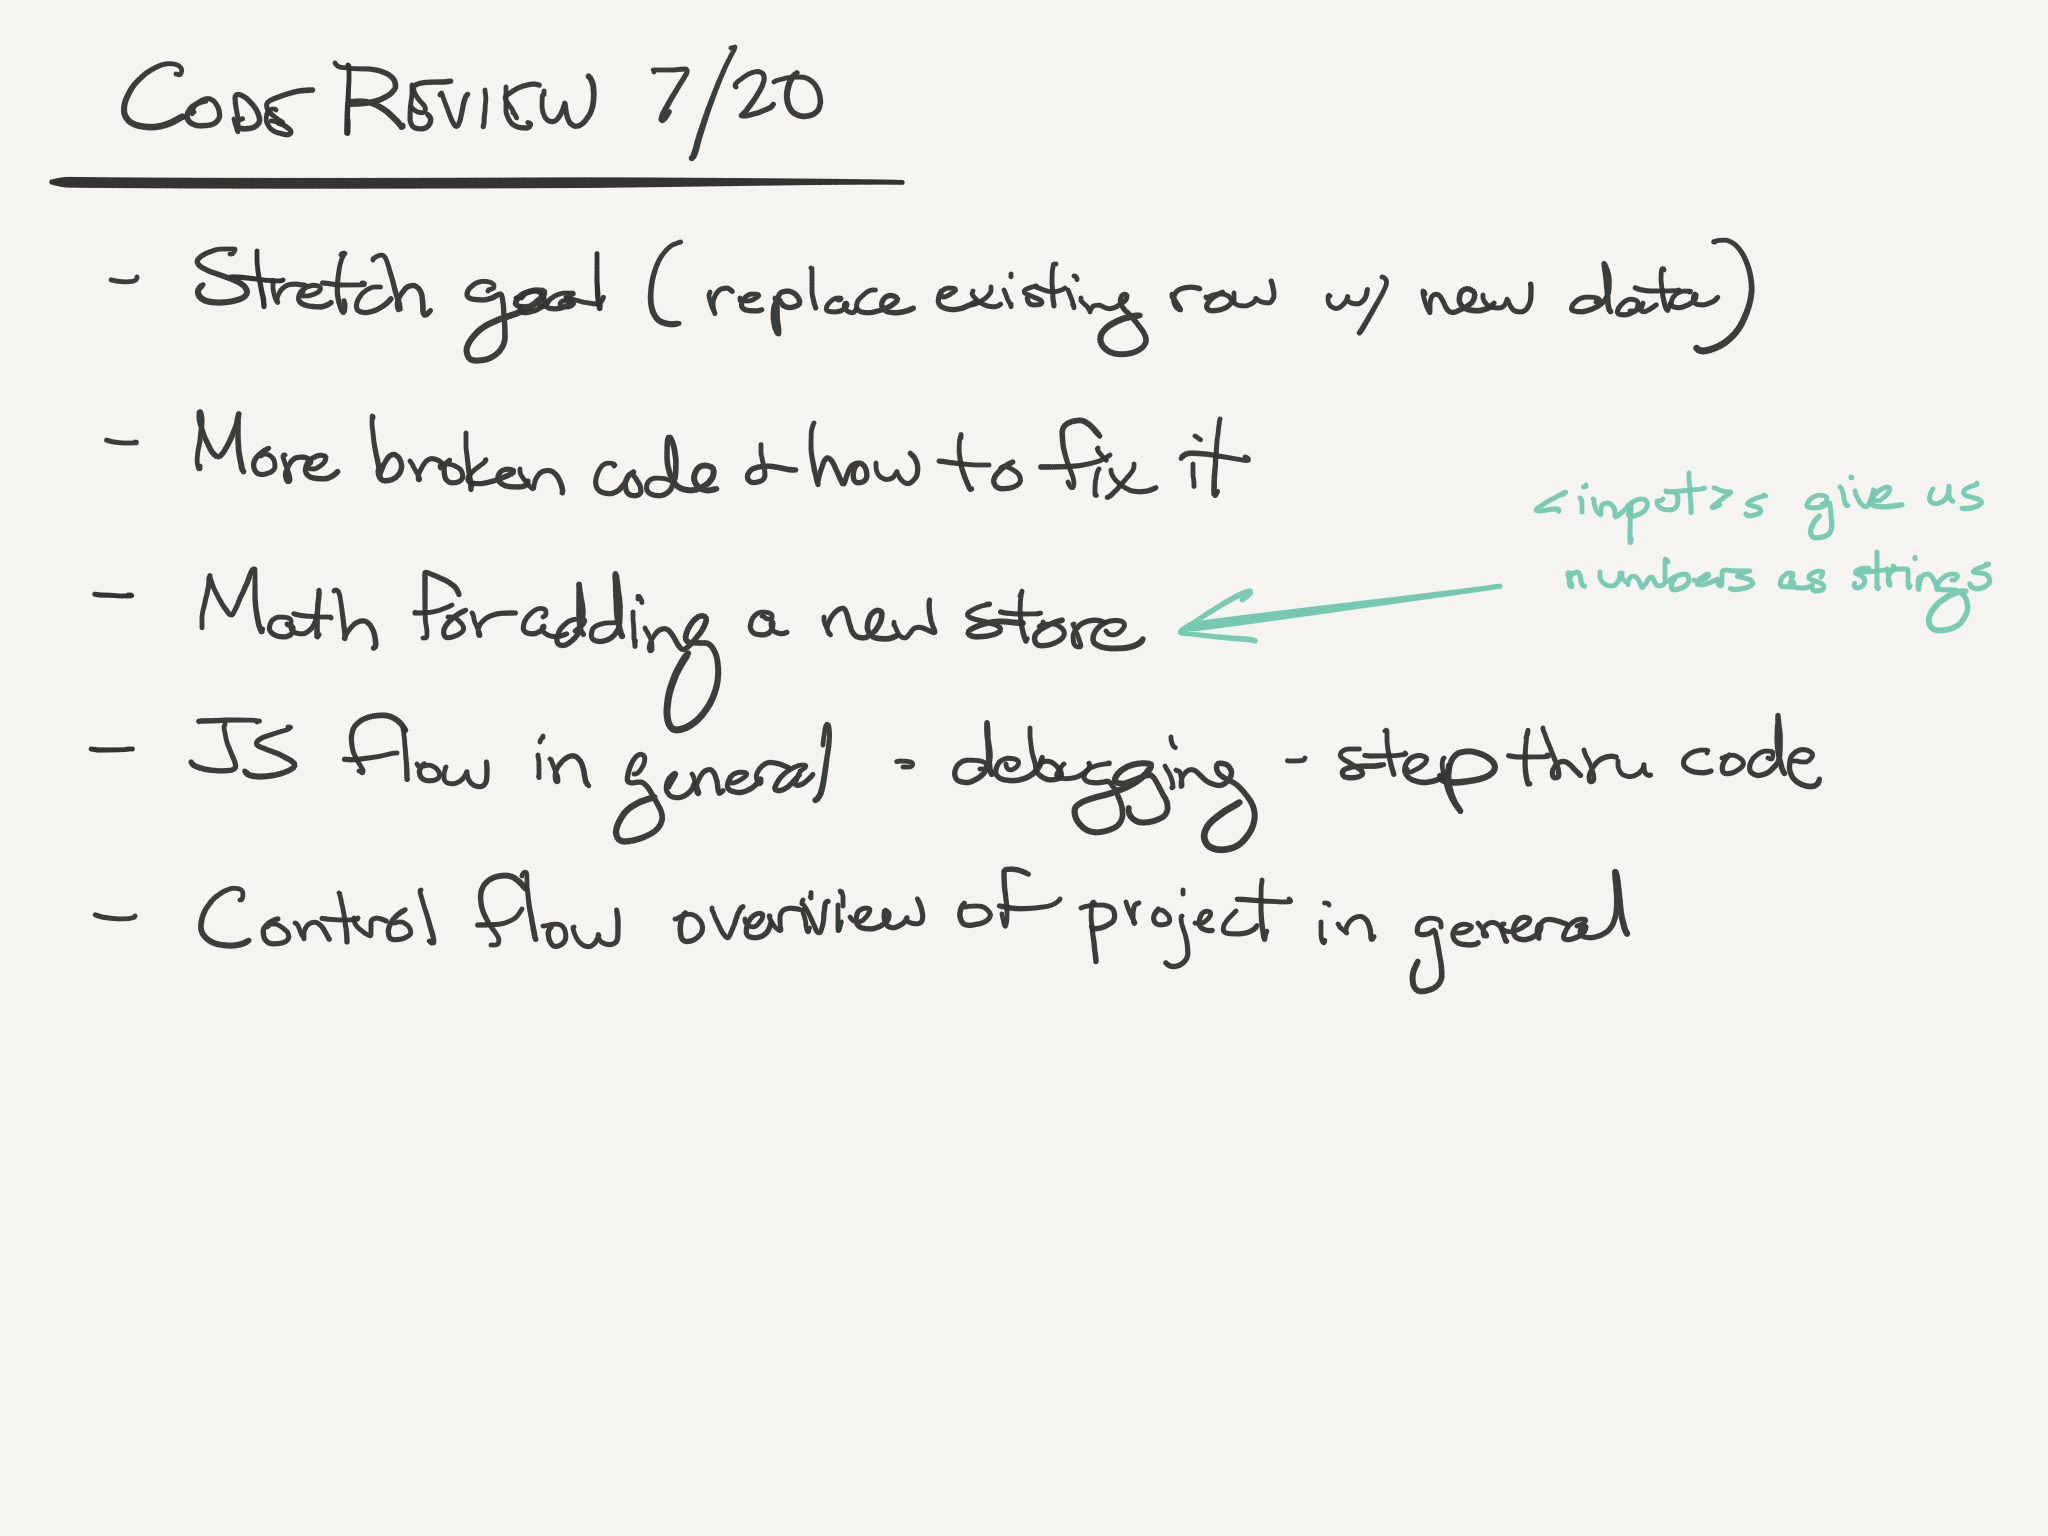 CODE REVIEW 7/20
- Stretch goal (replace existing row w/ new data)
- More broken code + how to fix it
<input>s give us
numbers as strings
- Math for adding a new store
- JS flow in general - debugging - step thru code
- Control flow overview of project in general